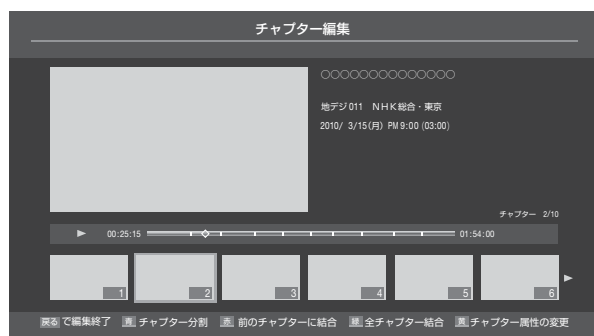 チャプター編集
○○○○○○○○○○○○○○
地デジ011 NHK総合・東京
2010/ 3/15(月) PM 9:00 (03:00)
チャプター 2/10
00:25:15 01:54:00
1 2 3 4 5 6
戻る で編集終了 青 チャプター分割 赤 前のチャプターに結合 緑 全チャプター結合 黄 チャプター属性の変更